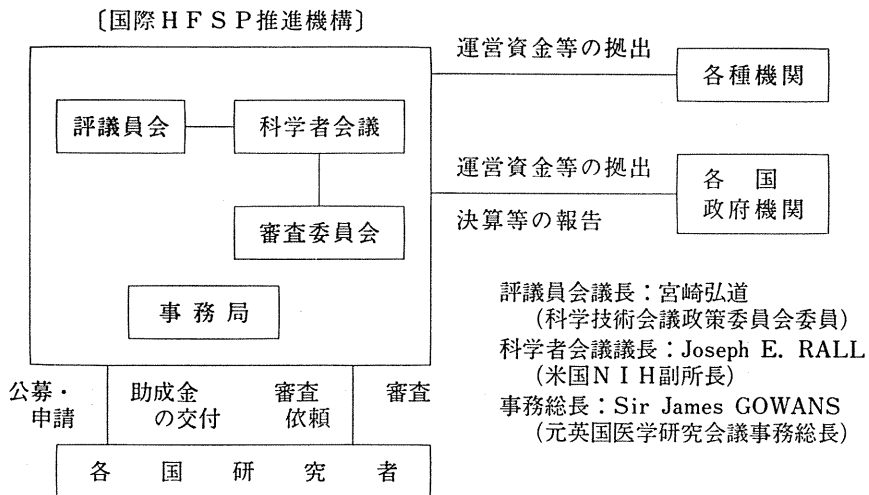 〔国際HFSP推進機構〕
運営資金等の拠出
各種機関
評議員会
科学者会議
運営資金等の拠出
各国
政府機関
決算等の報告
審査委員会
事務局
評議員会議長：宮崎弘道
（科学技術会議政策委員会委員）
科学者会議議長：Joseph E. RALL
（米国NIH副所長）
事務総長：Sir James GOWANS
（元英国医学研究会議事務総長）
公募・
申請
助成金
の交付
審査
依頼
審査
各国研究者